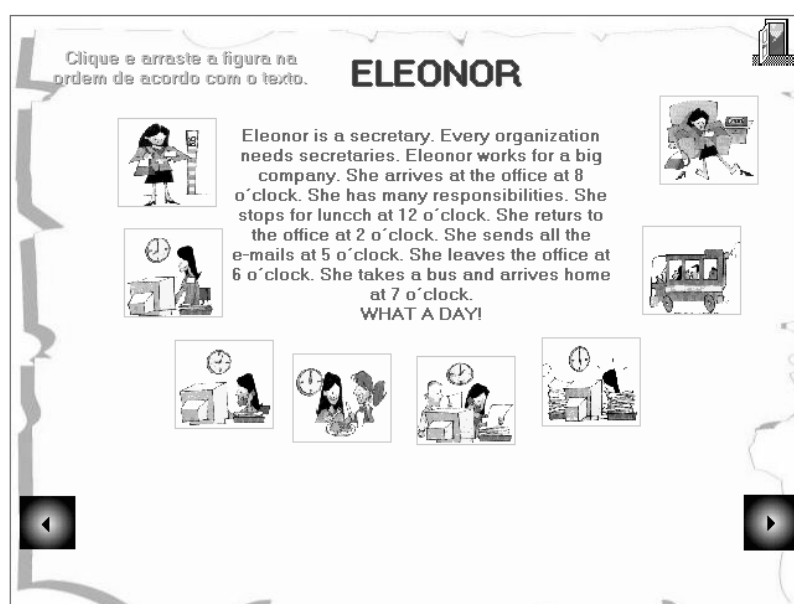 Clique e arraste a figura na
ordem de acordo com o texto.
ELEONOR
Eleonor is a secretary. Every organization
needs secretaries. Eleonor works for a big
company. She arrives at the office at 8
o´clock. She has many responsibilities. She
stops for luncch at 12 o´clock. She returs to
the office at 2 o´clock. She sends all the
e-mails at 5 o´clock. She leaves the office at
6 o´clock. She takes a bus and arrives home
at 7 o´clock.
WHAT A DAY!